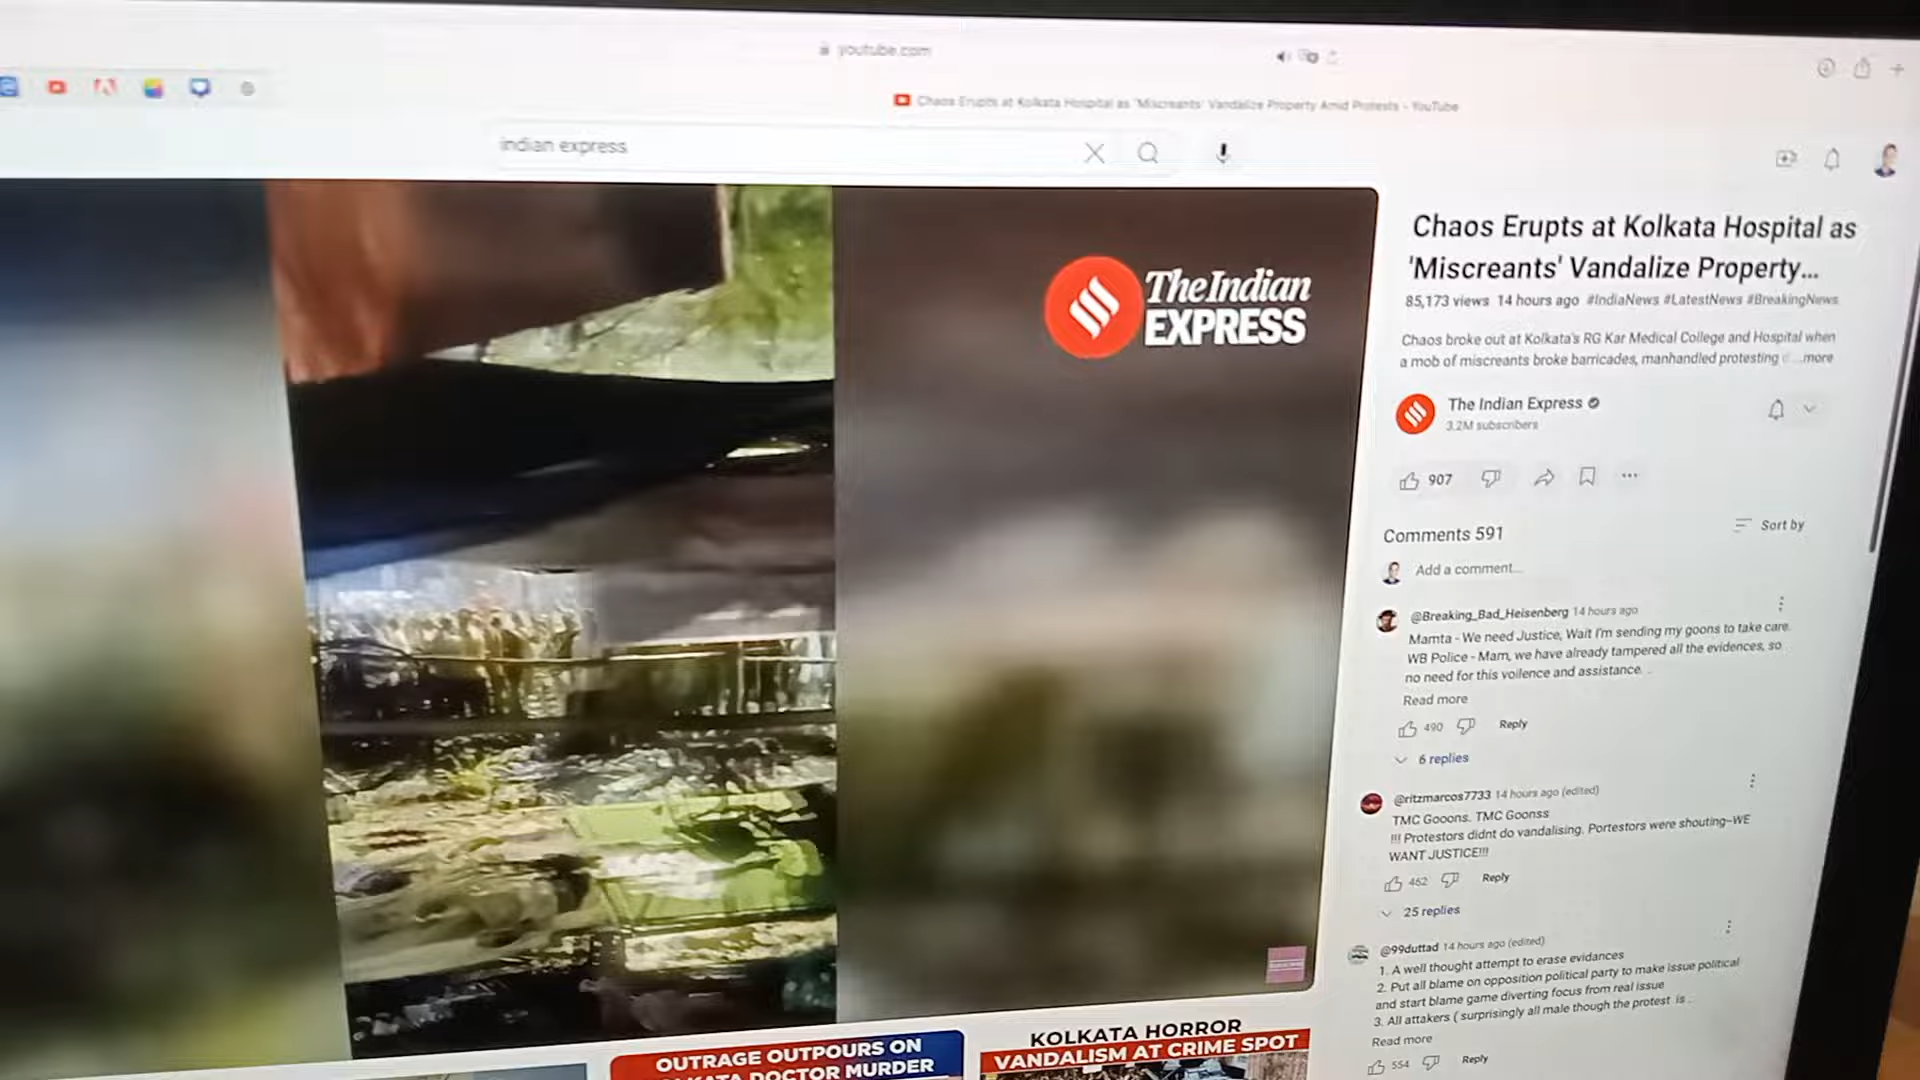 youtube.com
Chaos Erupts at Kolkata Hospital as 'Miscreants' Vandalize Property Amid Protests - YouTube
indian express
The Indian
EXPRESS
Chaos Erupts at Kolkata Hospital as
'Miscreants' Vandalize Property...
85,173 views 14 hours ago #IndiaNews #LatestNews #BreakingNews
Chaos broke out at Kolkata's RG Kar Medical College and Hospital when
a mob of miscreants broke barricades, manhandled protesting d ...more
The Indian Express
3.2M subscribers
907
Comments 591
Sort by
Add a comment...
@Breaking_Bad_Heisenberg 14 hours ago
Mamta - We need Justice, Wait I'm sending my goons to take care.
WB Police - Mam, we have already tampered all the evidences, so
no need for this voilence and assistance. ..
Read more
490 Reply
6 replies
@ritzmarcos7733 14 hours ago (edited)
TMC Gooons. TMC Goonss
!!! Protestors didnt do vandalising. Portestors were shouting--WE
WANT JUSTICE!!!
462 Reply
25 replies
@99duttad 14 hours ago (edited)
1. A well thought attempt to erase evidances
2. Put all blame on opposition political party to make issue political
and start blame game diverting focus from real issue
3. All attakers ( surprisingly all male though the protest is ..
Read more
554 Reply
OUTRAGE OUTPOURS ON
KATA DOCTOR MURDER
KOLKATA HORROR
VANDALISM AT CRIME SPOT